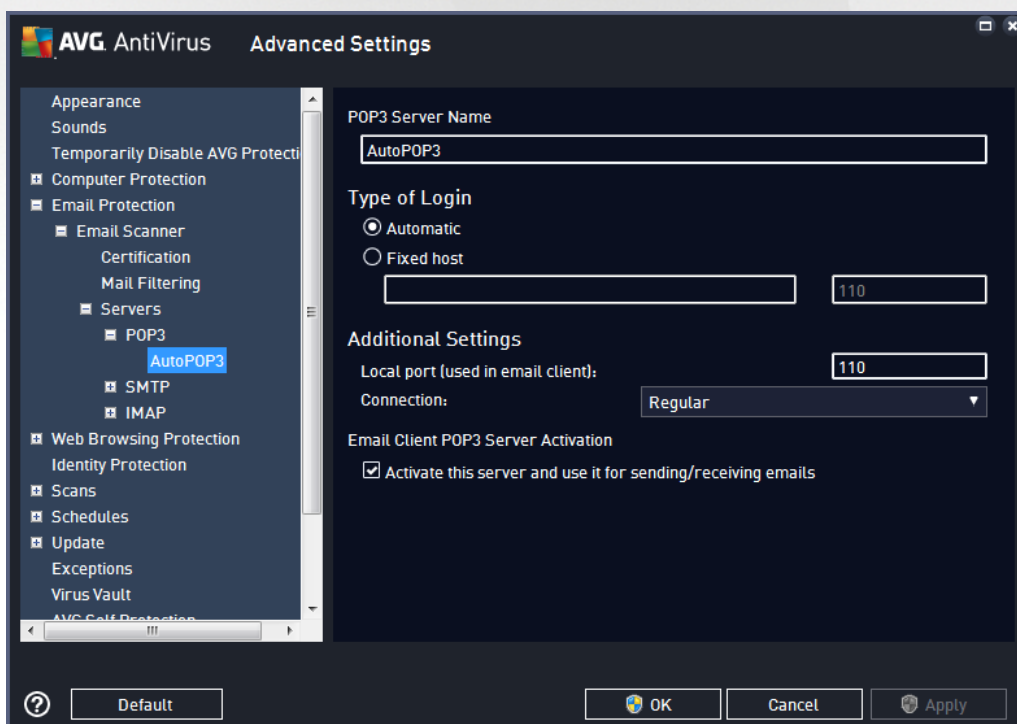 AVG. AntiVirus Advanced Settings
Appearance
Sounds
Temporarily Disable AVG Protecti
Computer Protection
Email Protection
Email Scanner
Certification
Mail Filtering
Servers
POP3
AutoPOP3
SMTP
IMAP
Web Browsing Protection
Identity Protection
Scans
Schedules
Update
Exceptions
Virus Vault
AVG Self Protection
POP3 Server Name
AutoPOP3
Type of Login
Automatic
Fixed host
110
Additional Settings
Local port (used in email client): 110
Connection: Regular
Email Client POP3 Server Activation
Activate this server and use it for sending/receiving emails
? Default OK Cancel Apply